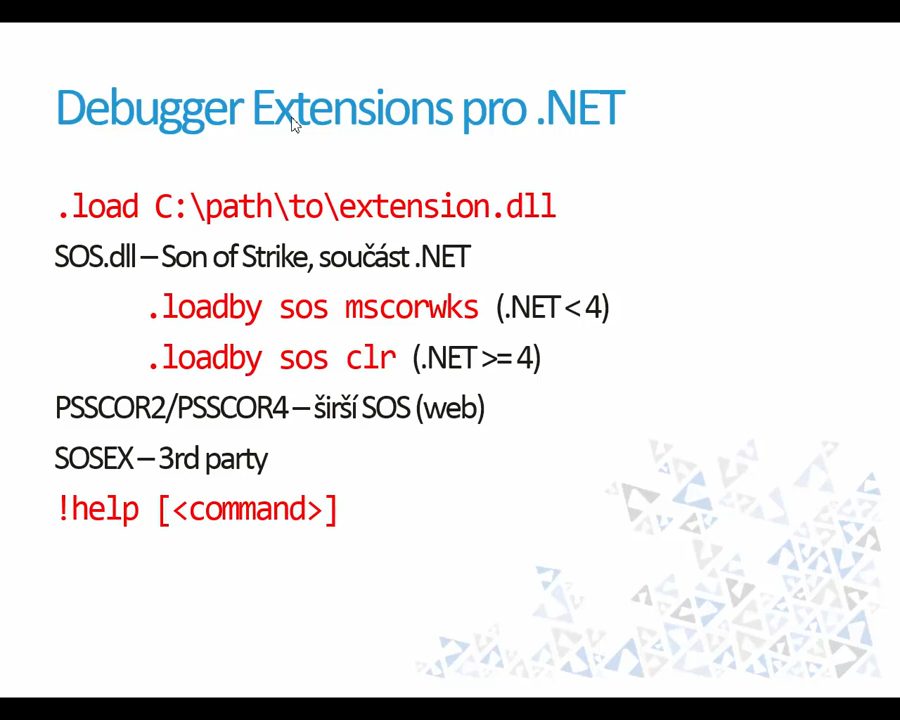 Debugger Extensions pro .NET
.load C:\path\to\extension.dll
SOS.dll – Son of Strike, součást .NET
.loadby sos mscorwks (.NET < 4)
.loadby sos clr (.NET >= 4)
PSSCOR2/PSSCOR4 – širší SOS (web)
SOSEX – 3rd party
!help [<command>]